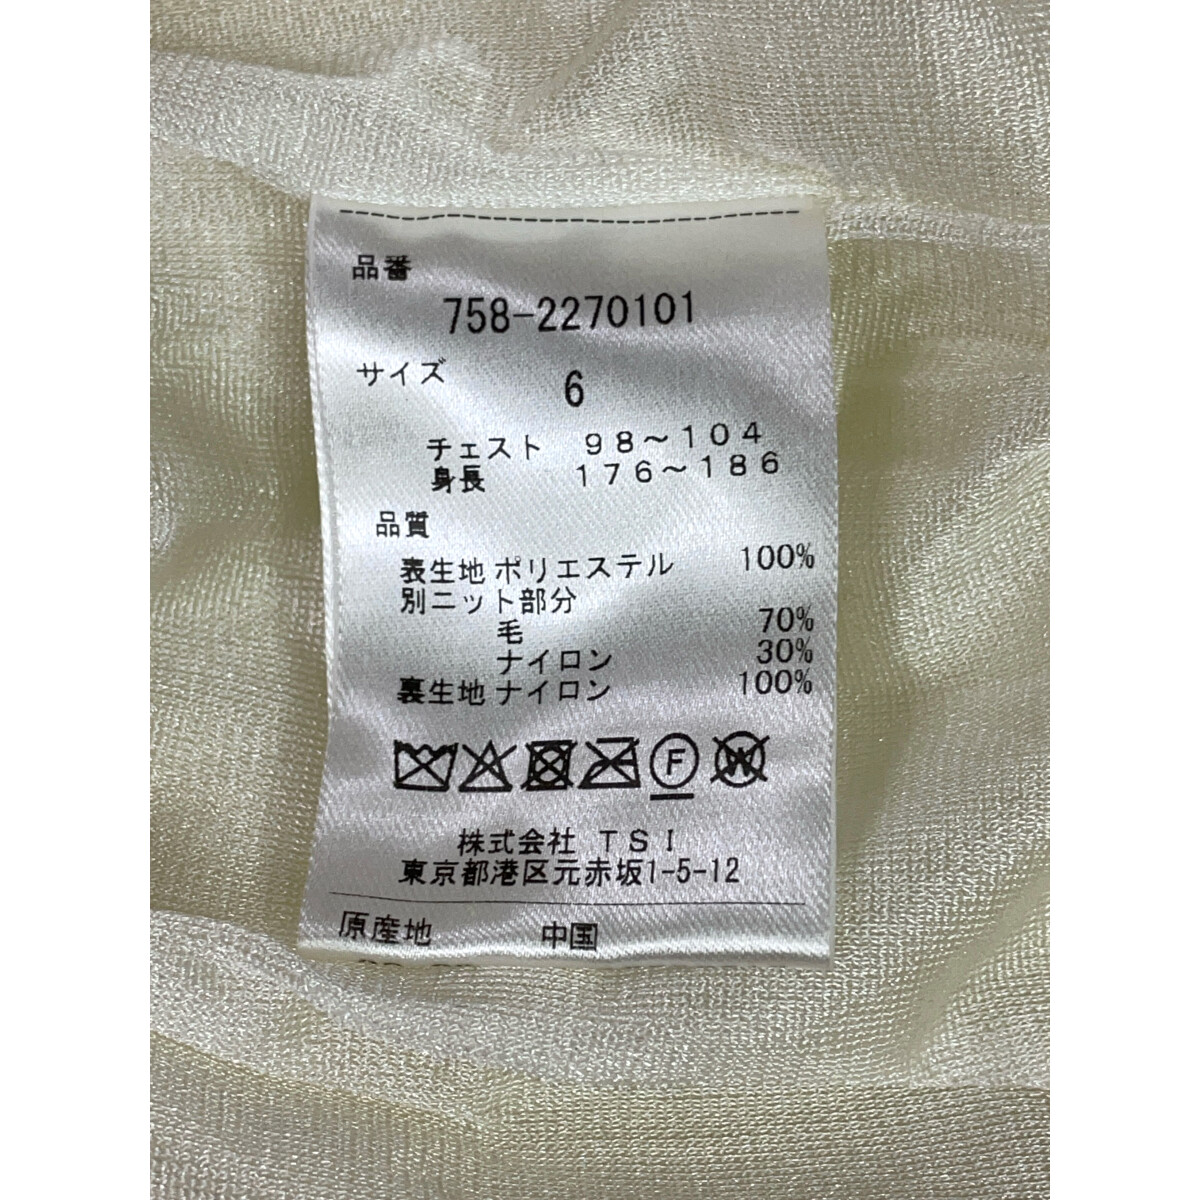 品番
758-2270101
サイズ 6
チェスト 98〜104
身長 176〜186
品質
表生地 ポリエステル 100%
別ニット部分
毛 70%
ナイロン 30%
裏生地 ナイロン 100%
F W
株式会社 TSI
東京都港区元赤坂1-5-12
原産地 中国